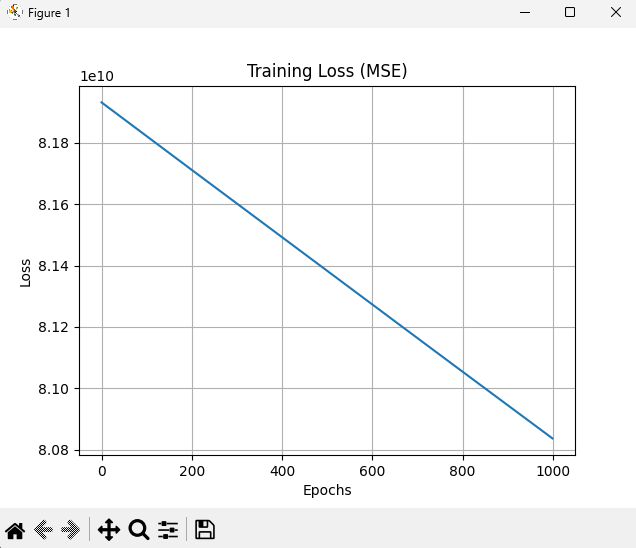 Figure 1
Training Loss (MSE)
1e10
8.18
8.16
8.14
8.12
8.10
8.08
Loss
0 200 400 600 800 1000
Epochs